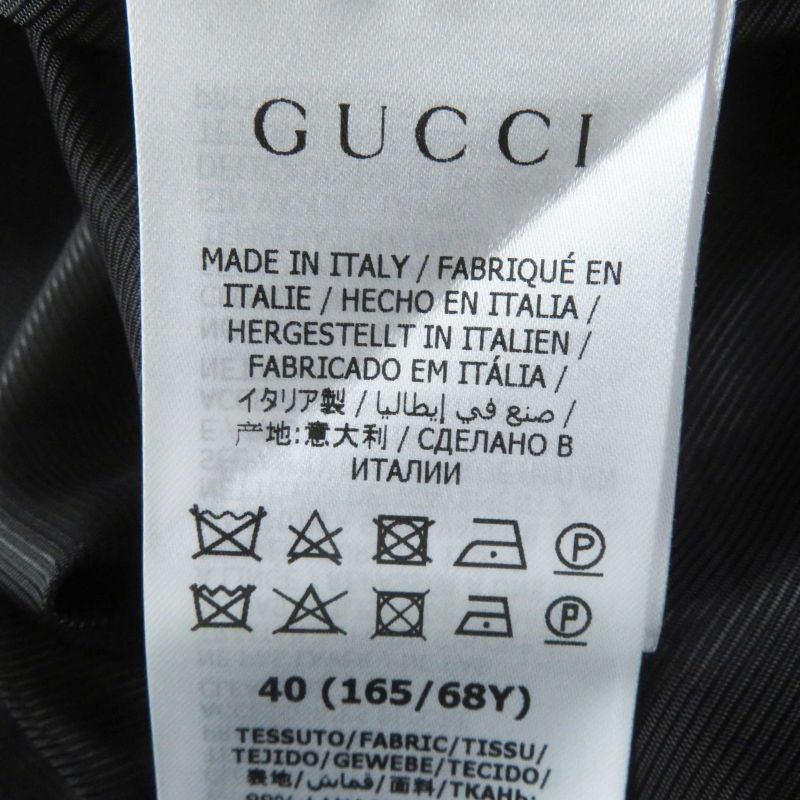 GUCCI
MADE IN ITALY / FABRIQUÉ EN
ITALIE / HECHO EN ITALIA /
HERGESTELLT IN ITALIEN /
FABRICADO EM ITÁLIA /
イタリア製 / صنع في إيطاليا /
产地:意大利 / СДЕЛАНО В
ИТАЛИИ
P
P
40 (165/68Y)
TESSUTO/FABRIC/TISSU/
TEJIDO/GEWEBE/TECIDO/
表地/قماش/面料/ТКАНЬ